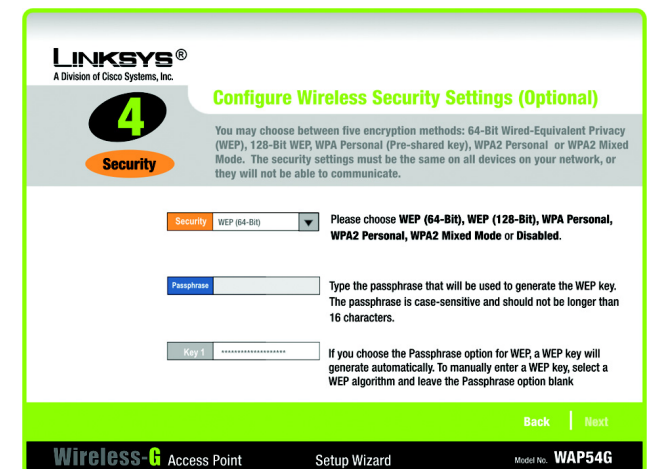 LINKSYS®
A Division of Cisco Systems, Inc.
4
Security
Configure Wireless Security Settings (Optional)
You may choose between five encryption methods: 64-Bit Wired-Equivalent Privacy
(WEP), 128-Bit WEP, WPA Personal (Pre-shared key), WPA2 Personal or WPA2 Mixed
Mode. The security settings must be the same on all devices on your network, or
they will not be able to communicate.
Security WEP (64-Bit)
Please choose WEP (64-Bit), WEP (128-Bit), WPA Personal,
WPA2 Personal, WPA2 Mixed Mode or Disabled.
Passphrase
Type the passphrase that will be used to generate the WEP key.
The passphrase is case-sensitive and should not be longer than
16 characters.
Key 1 ********************
If you choose the Passphrase option for WEP, a WEP key will
generate automatically. To manually enter a WEP key, select a
WEP algorithm and leave the Passphrase option blank
Back Next
Wireless-G Access Point Setup Wizard Model No. WAP54G